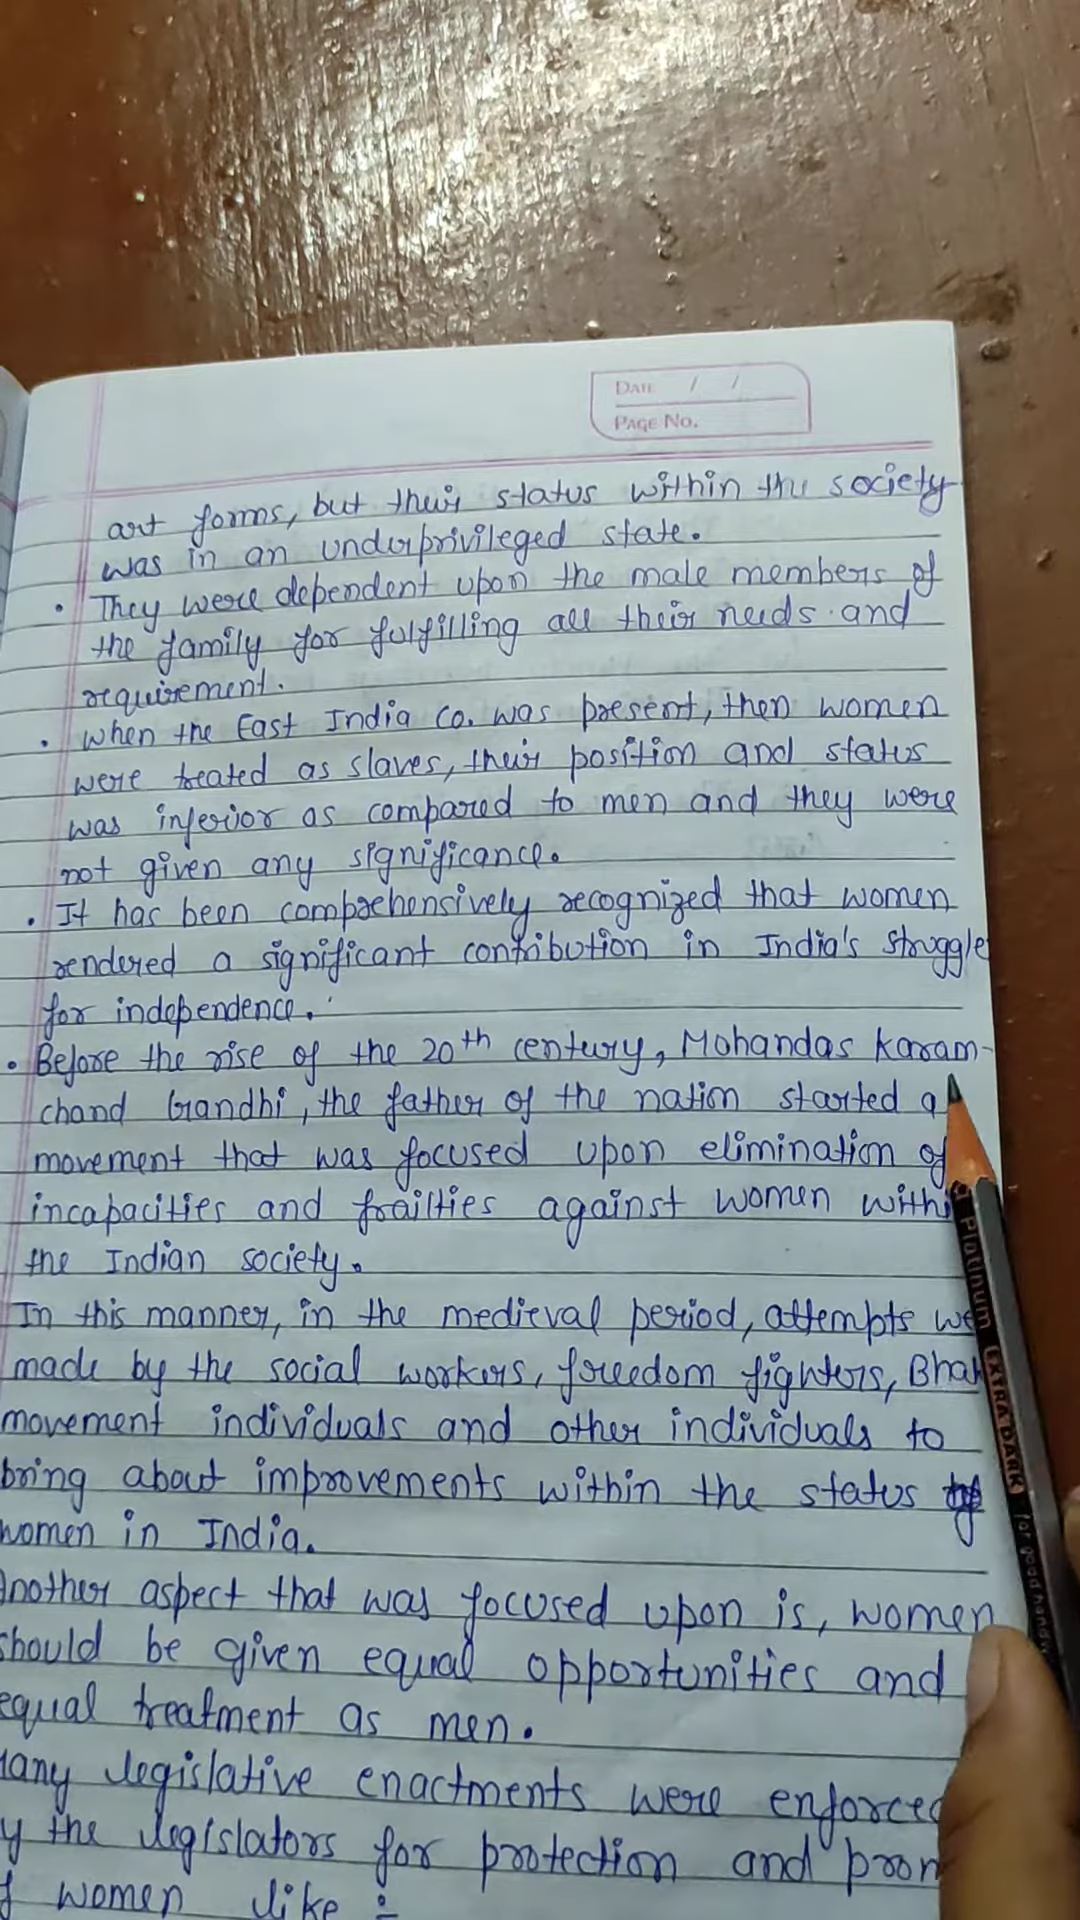 DATE / /
PAGE No.
art forms, but their status within the society
was in an underprivileged state.
• They were dependent upon the male members of
the family for fulfilling all their needs and
requirement.
• When the East India Co. was present, then women
were treated as slaves, their position and status
was inferior as compared to men and they were
not given any significance.
• It has been comprehensively recognized that women
rendered a significant contribution in India's struggle
for independence.
• Before the rise of the 20th century, Mohandas Karam-
chand Gandhi, the father of the nation started a
movement that was focused upon elimination of
incapacities and frailties against women
the Indian society.
In this manner, in the medieval period, attempts
made by the social workers, freedom fighters,
movement individuals and other individuals to
bring about improvements within the status of
women in India.
Another aspect that was focused upon is, women
should be given equal opportunities and
equal treatment as men.
legislative enactments were enforced
the legislators for protection and
women like :-
Platinum EXTRA DARK
for good